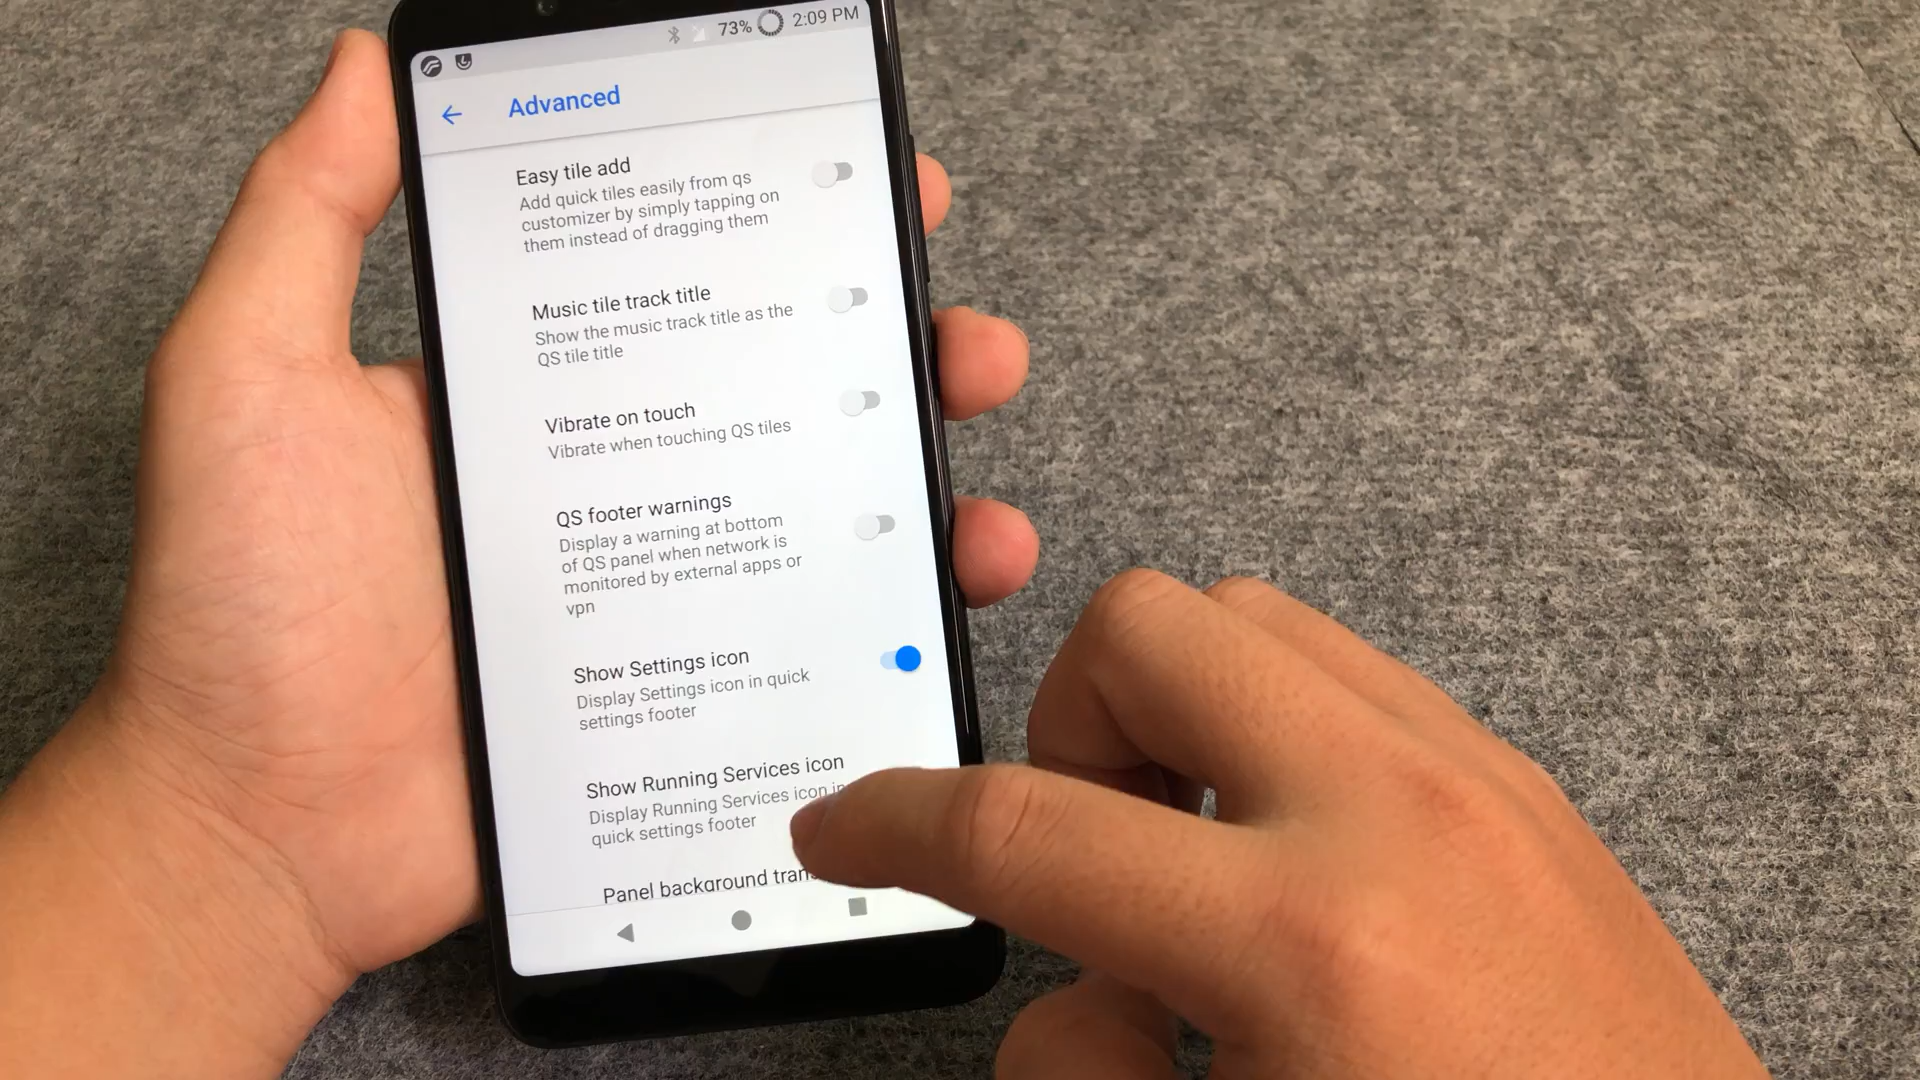 73% 2:09 PM
Advanced
Easy tile add
Add quick tiles easily from qs
customizer by simply tapping on
them instead of dragging them
Music tile track title
Show the music track title as the
QS tile title
Vibrate on touch
Vibrate when touching QS tiles
QS footer warnings
Display a warning at bottom
of QS panel when network is
monitored by external apps or
vpn
Show Settings icon
Display Settings icon in quick
settings footer
Show Running Services icon
Display Running Services icon in
quick settings footer
Panel background